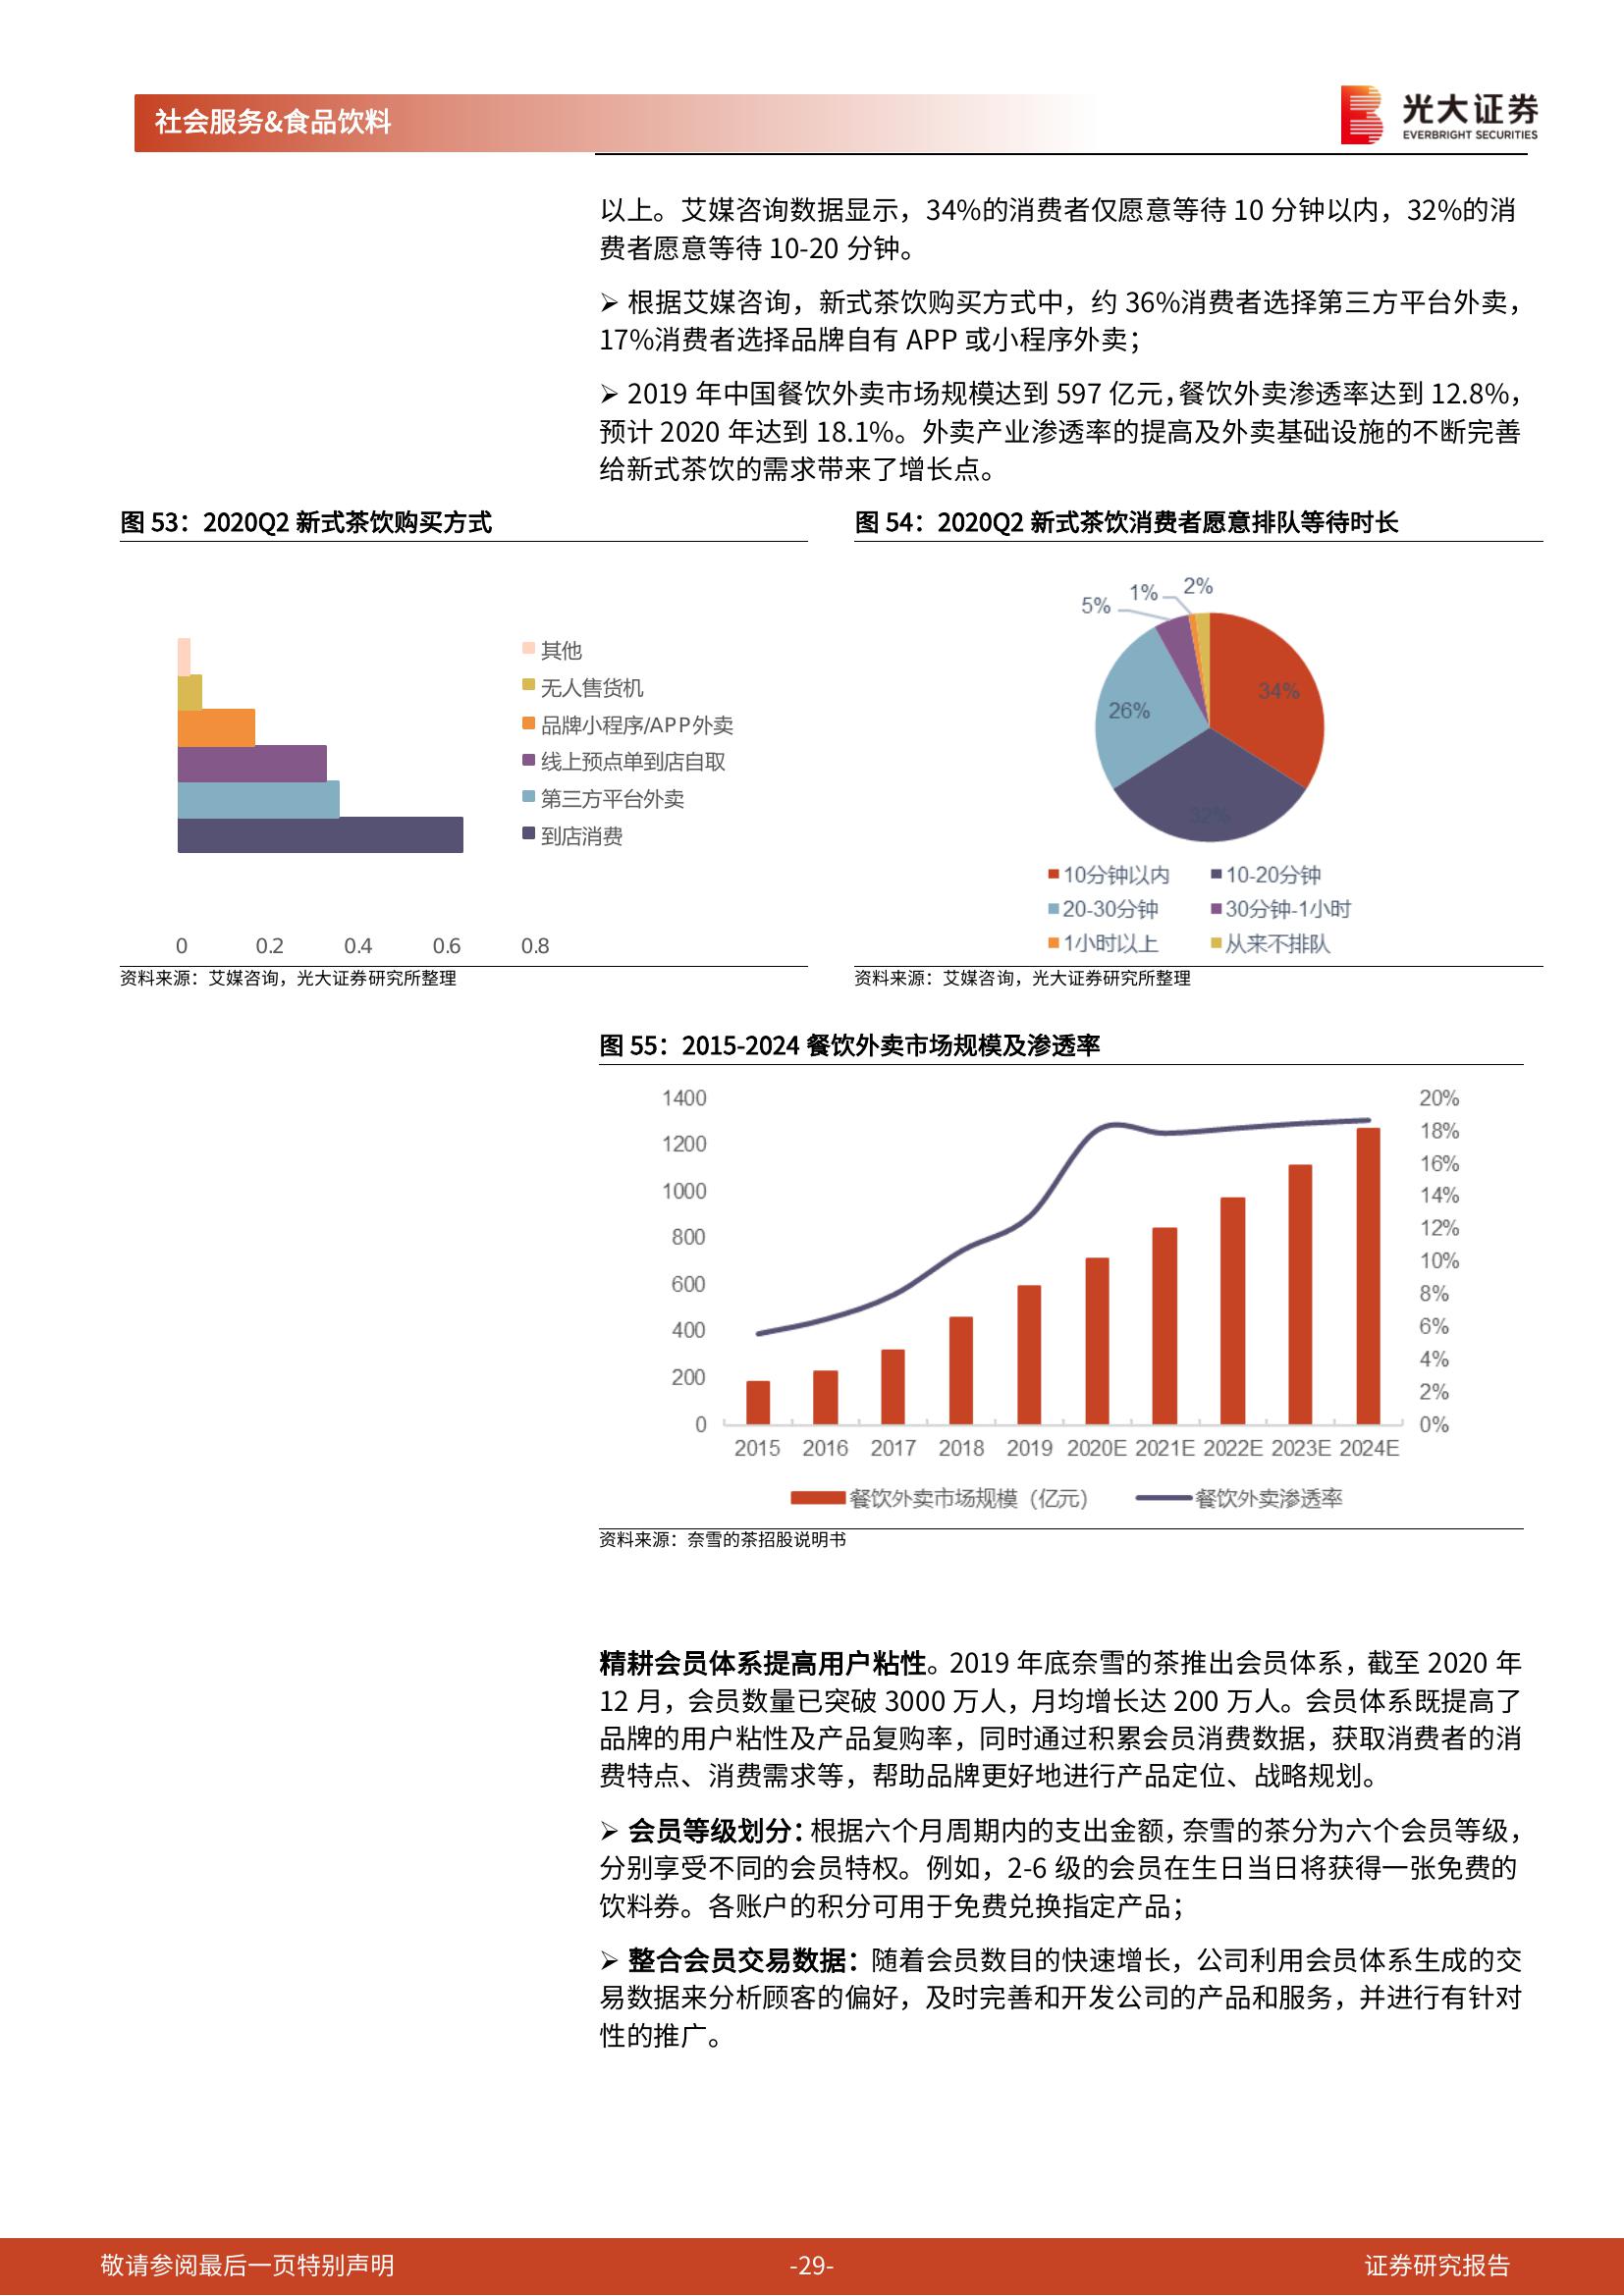 社会服务&食品饮料
光大证券
EVERBRIGHT SECURITIES
以上。艾媒咨询数据显示，34%的消费者仅愿意等待 10 分钟以内，32%的消
费者愿意等待 10-20 分钟。
➢ 根据艾媒咨询，新式茶饮购买方式中，约 36%消费者选择第三方平台外卖，
17%消费者选择品牌自有 APP 或小程序外卖；
➢ 2019 年中国餐饮外卖市场规模达到 597 亿元，餐饮外卖渗透率达到 12.8%，
预计 2020 年达到 18.1%。外卖产业渗透率的提高及外卖基础设施的不断完善
给新式茶饮的需求带来了增长点。
图 53：2020Q2 新式茶饮购买方式
其他
无人售货机
品牌小程序/APP外卖
线上预点单到店自取
第三方平台外卖
到店消费
0 0.2 0.4 0.6 0.8
资料来源：艾媒咨询，光大证券研究所整理
图 54：2020Q2 新式茶饮消费者愿意排队等待时长
5% 1% 2%
34%
26%
32%
10分钟以内 10-20分钟
20-30分钟 30分钟-1小时
1小时以上 从来不排队
资料来源：艾媒咨询，光大证券研究所整理
图 55：2015-2024 餐饮外卖市场规模及渗透率
1400 20%
1200 18%
16%
1000 14%
800 12%
10%
600 8%
400 6%
4%
200 2%
0 0%
2015 2016 2017 2018 2019 2020E 2021E 2022E 2023E 2024E
餐饮外卖市场规模（亿元） 餐饮外卖渗透率
资料来源：奈雪的茶招股说明书
精耕会员体系提高用户粘性。2019 年底奈雪的茶推出会员体系，截至 2020 年
12 月，会员数量已突破 3000 万人，月均增长达 200 万人。会员体系既提高了
品牌的用户粘性及产品复购率，同时通过积累会员消费数据，获取消费者的消
费特点、消费需求等，帮助品牌更好地进行产品定位、战略规划。
➢ 会员等级划分：根据六个月周期内的支出金额，奈雪的茶分为六个会员等级，
分别享受不同的会员特权。例如，2-6 级的会员在生日当日将获得一张免费的
饮料券。各账户的积分可用于免费兑换指定产品；
➢ 整合会员交易数据：随着会员数目的快速增长，公司利用会员体系生成的交
易数据来分析顾客的偏好，及时完善和开发公司的产品和服务，并进行有针对
性的推广。
敬请参阅最后一页特别声明 -29- 证券研究报告